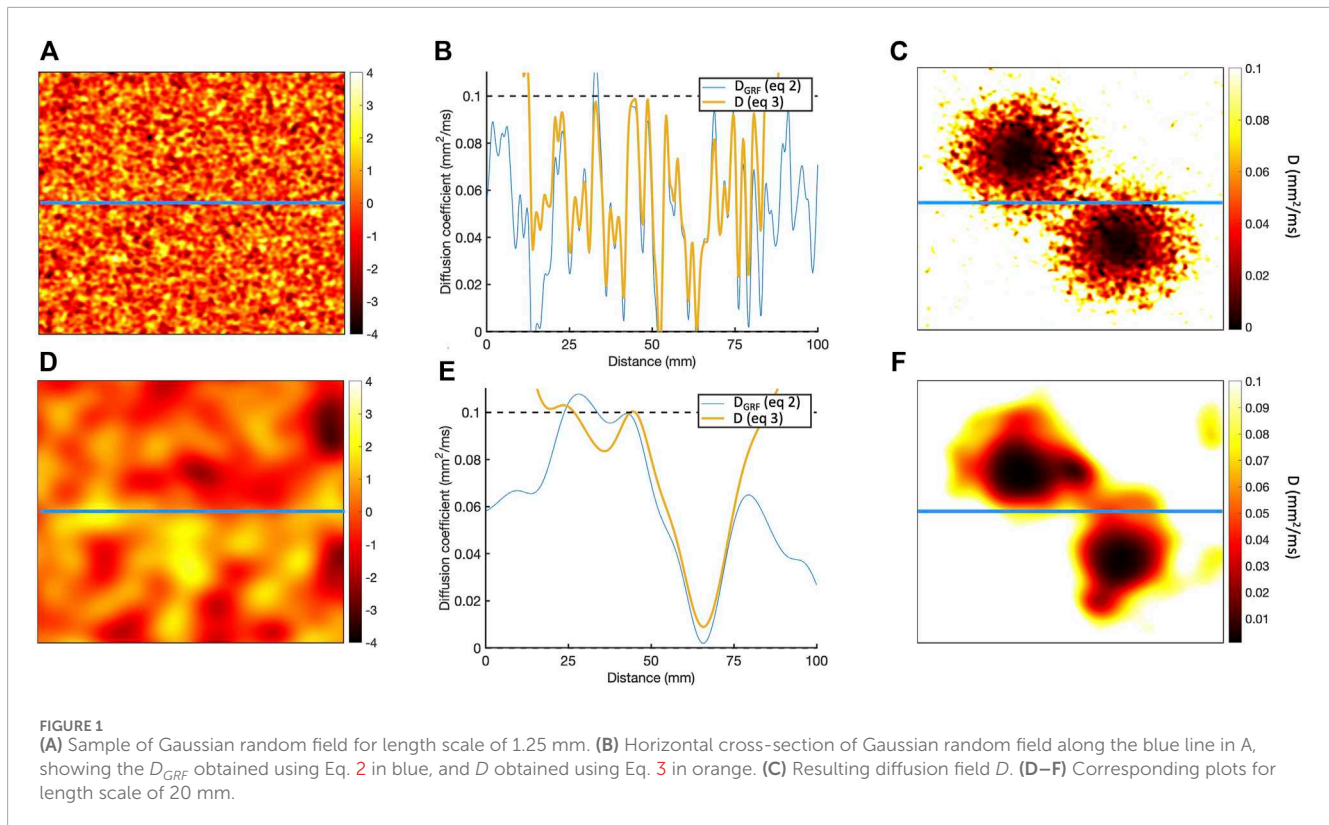 A
4
3
2
1
0
-1
-2
-3
-4
B
Diffusion coefficient (mm²/ms)
0.1
0.08
0.06
0.04
0.02
0
0
25
50
75
100
Distance (mm)
D_GRF (eq 2)
D (eq 3)
C
0.1
0.08
0.06
0.04
0.02
0
D (mm²/ms)
D
4
3
2
1
0
-1
-2
-3
-4
E
Diffusion coefficient (mm²/ms)
0.1
0.08
0.06
0.04
0.02
0
0
25
50
75
100
Distance (mm)
D_GRF (eq 2)
D (eq 3)
F
0.1
0.09
0.08
0.07
0.06
0.05
0.04
0.03
0.02
0.01
D (mm²/ms)
FIGURE 1
(A) Sample of Gaussian random field for length scale of 1.25 mm. (B) Horizontal cross-section of Gaussian random field along the blue line in A,
showing the D_GRF obtained using Eq. 2 in blue, and D obtained using Eq. 3 in orange. (C) Resulting diffusion field D. (D–F) Corresponding plots for
length scale of 20 mm.